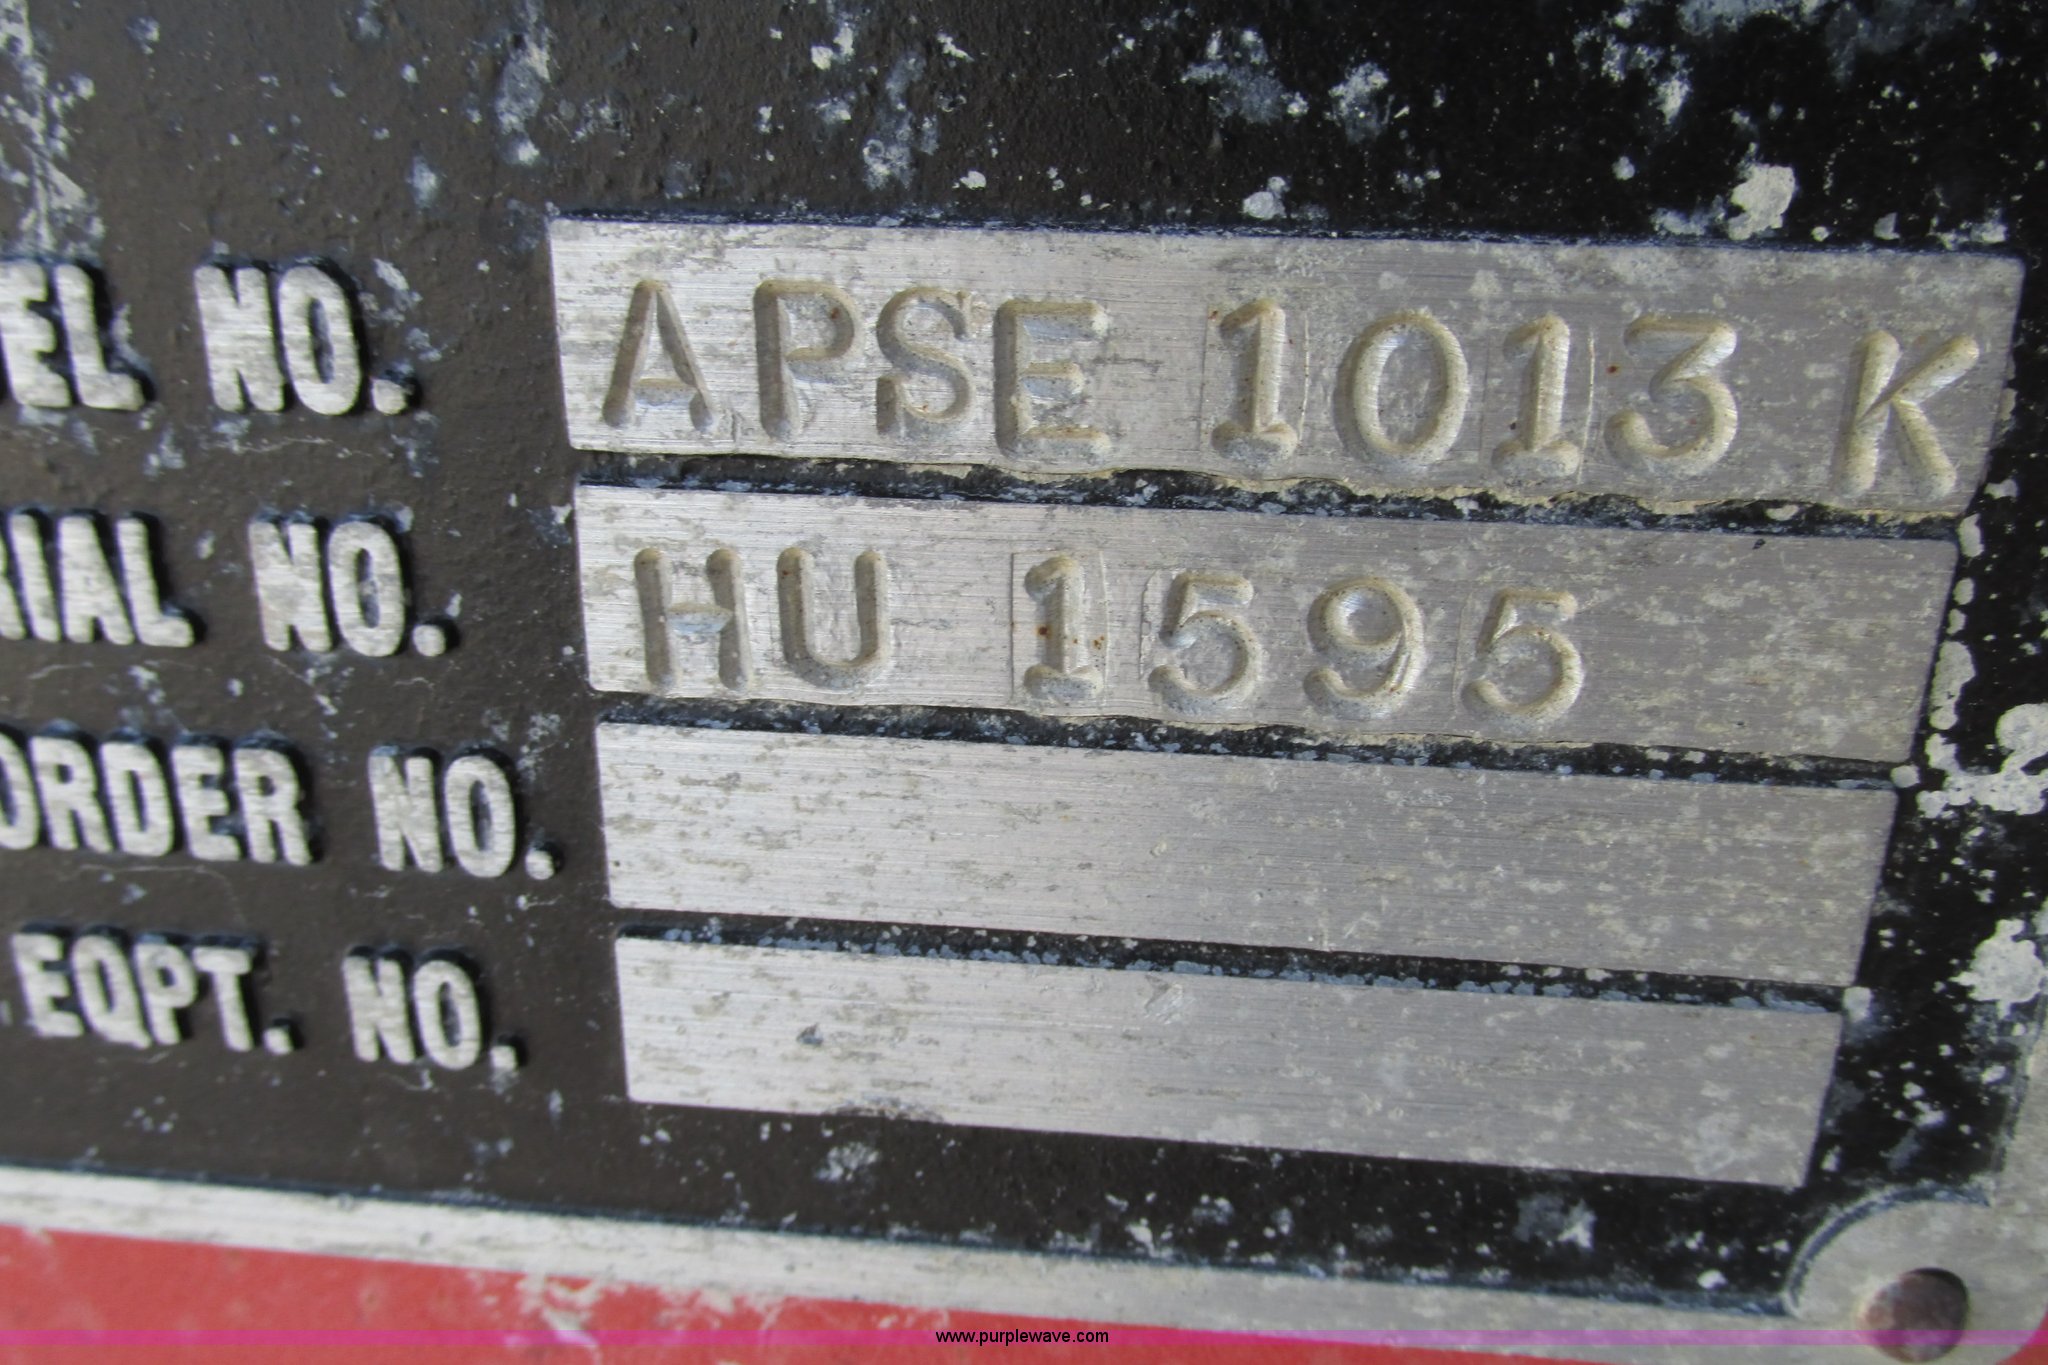 EL NO. APSE 1013 K
RIAL NO. HU 1595
ORDER NO.
EQPT. NO.
www.purplewave.com